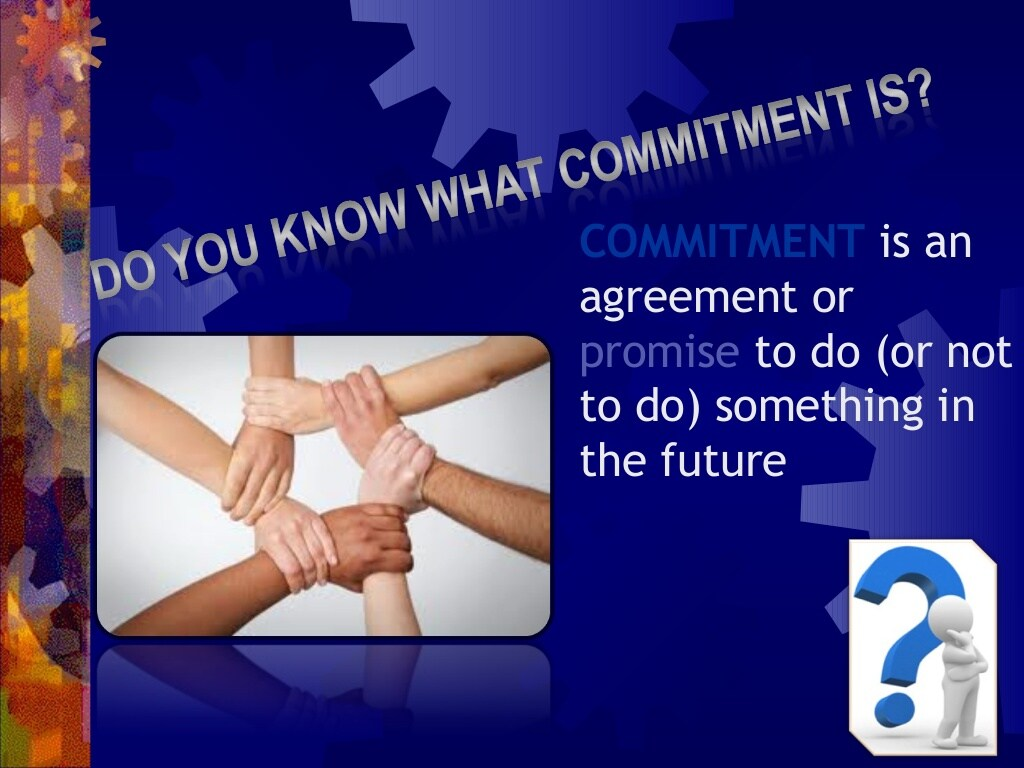 DO YOU KNOW WHAT COMMITMENT IS?
COMMITMENT is an
agreement or
promise to do (or not
to do) something in
the future